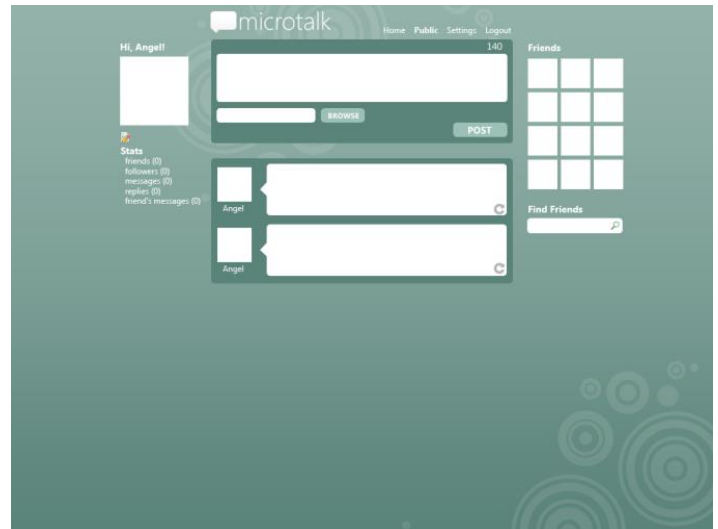 microtalk
Home Public Settings Logout
Hi, Angel!
140
Friends
BROWSE
POST
Stats
friends (0)
followers (0)
messages (0)
replies (0)
friend's messages (0)
Angel
Find Friends
Angel